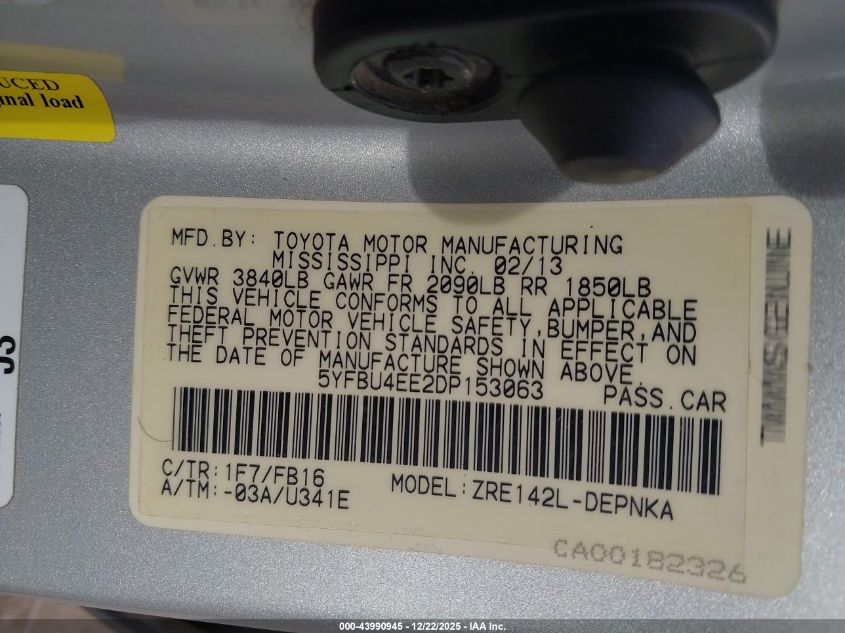 UCED
inal load
MFD.BY: TOYOTA MOTOR MANUFACTURING
MISSISSIPPI INC. 02/13
GVWR 3840LB GAWR FR 2090LB RR 1850LB
THIS VEHICLE CONFORMS TO ALL APPLICABLE
FEDERAL MOTOR VEHICLE SAFETY,BUMPER,AND
THEFT PREVENTION STANDARDS IN EFFECT ON
THE DATE OF MANUFACTURE SHOWN ABOVE.
5YFBU4EE2DP153063 PASS.CAR
C/TR:1F7/FB16
A/TM:-03A/U341E MODEL:ZRE142L-DEPNKA
CA00182326
000-43990945 - 12/22/2025 - IAA Inc.